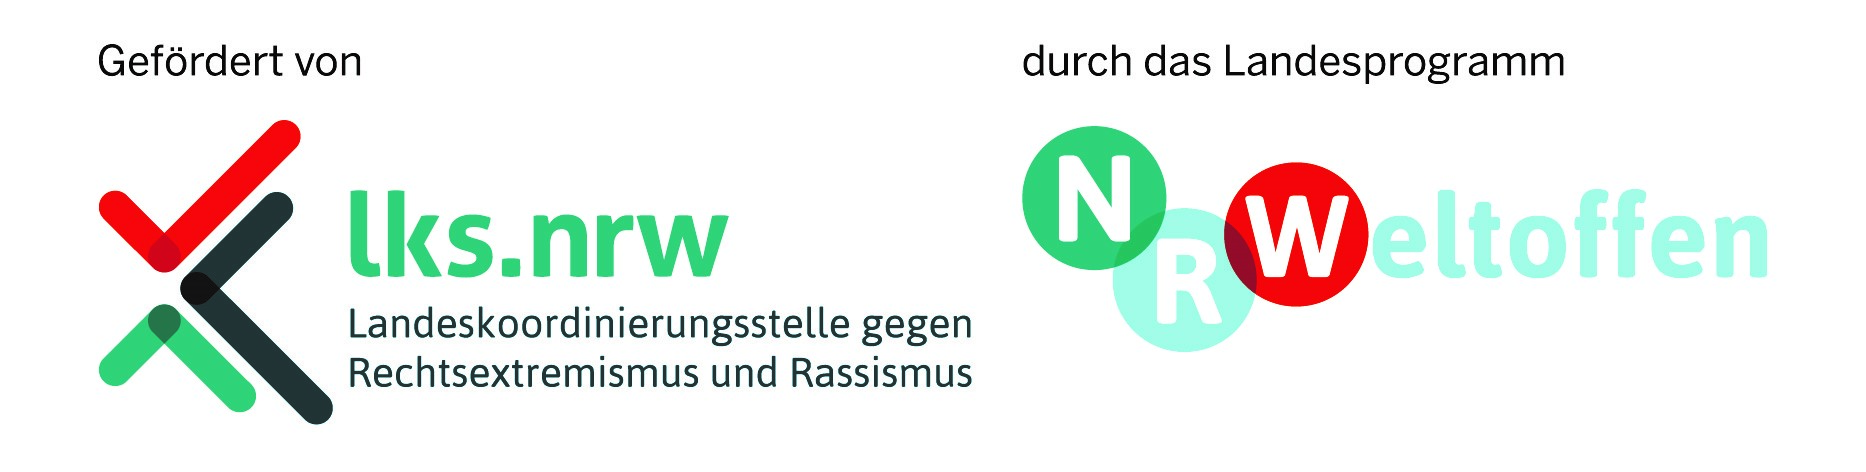 Gefördert von
lks.nrw
Landeskoordinierungsstelle gegen
Rechtsextremismus und Rassismus
durch das Landesprogramm
NRWeltoffen